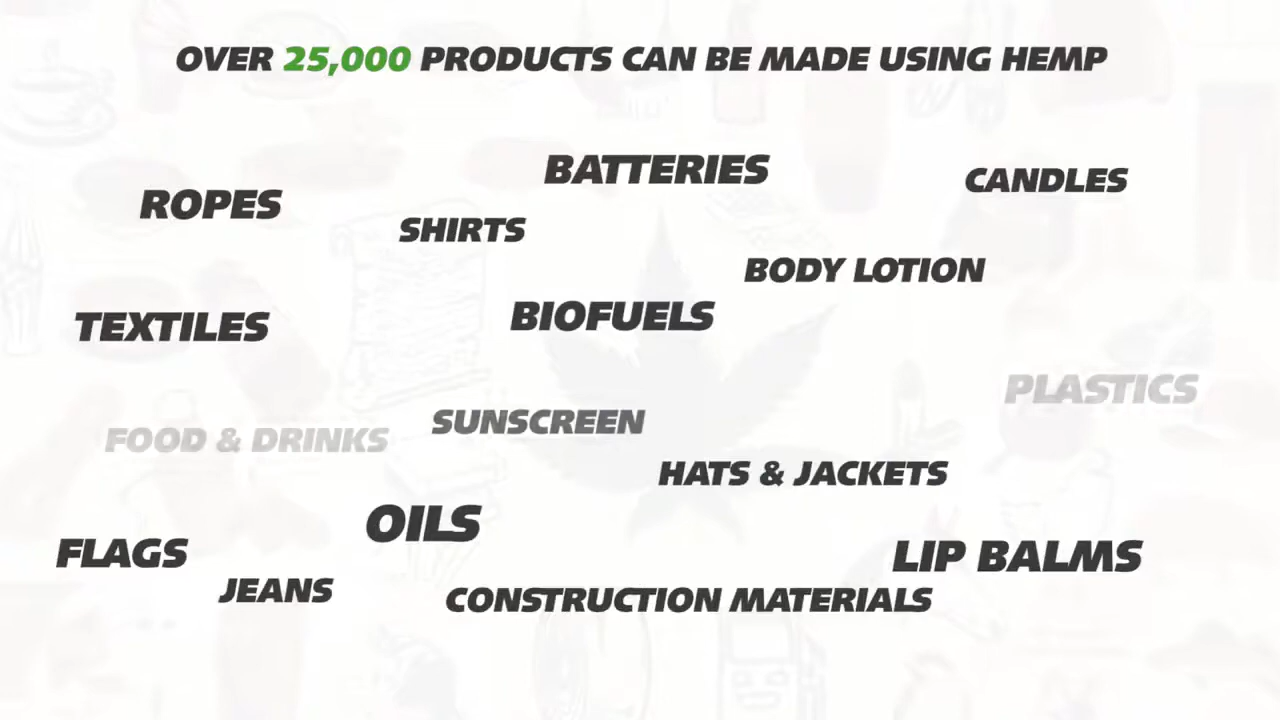 OVER 25,000 PRODUCTS CAN BE MADE USING HEMP
BATTERIES
CANDLES
ROPES
SHIRTS
BODY LOTION
BIOFUELS
TEXTILES
PLASTICS
SUNSCREEN
FOOD & DRINKS
HATS & JACKETS
OILS
FLAGS
LIP BALMS
JEANS
CONSTRUCTION MATERIALS